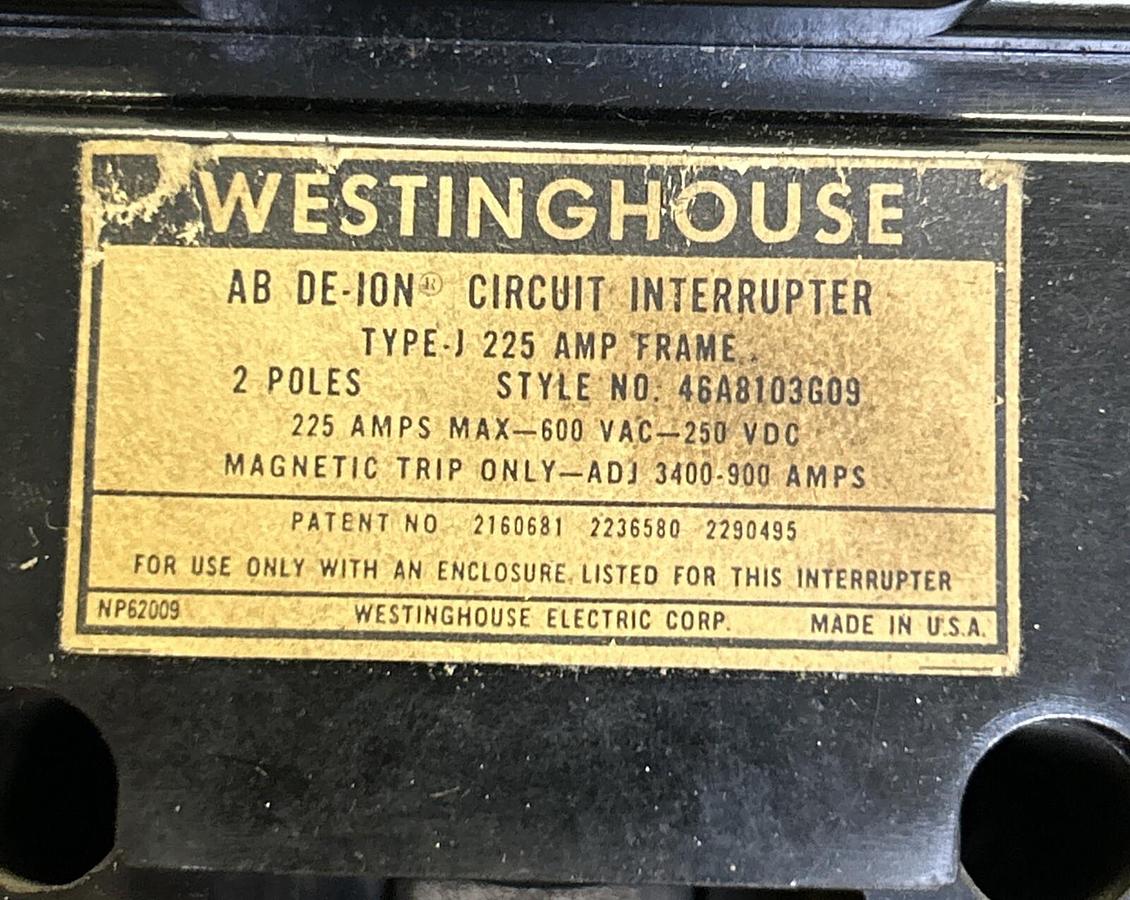 WESTINGHOUSE
AB DE-ION® CIRCUIT INTERRUPTER
TYPE-J 225 AMP FRAME.
2 POLES STYLE NO. 46A8103G09
225 AMPS MAX—600 VAC—250 VDC
MAGNETIC TRIP ONLY—ADJ 3400-900 AMPS
PATENT NO 2160681 2236580 2290495
FOR USE ONLY WITH AN ENCLOSURE LISTED FOR THIS INTERRUPTER
NP62009 WESTINGHOUSE ELECTRIC CORP. MADE IN U.S.A.